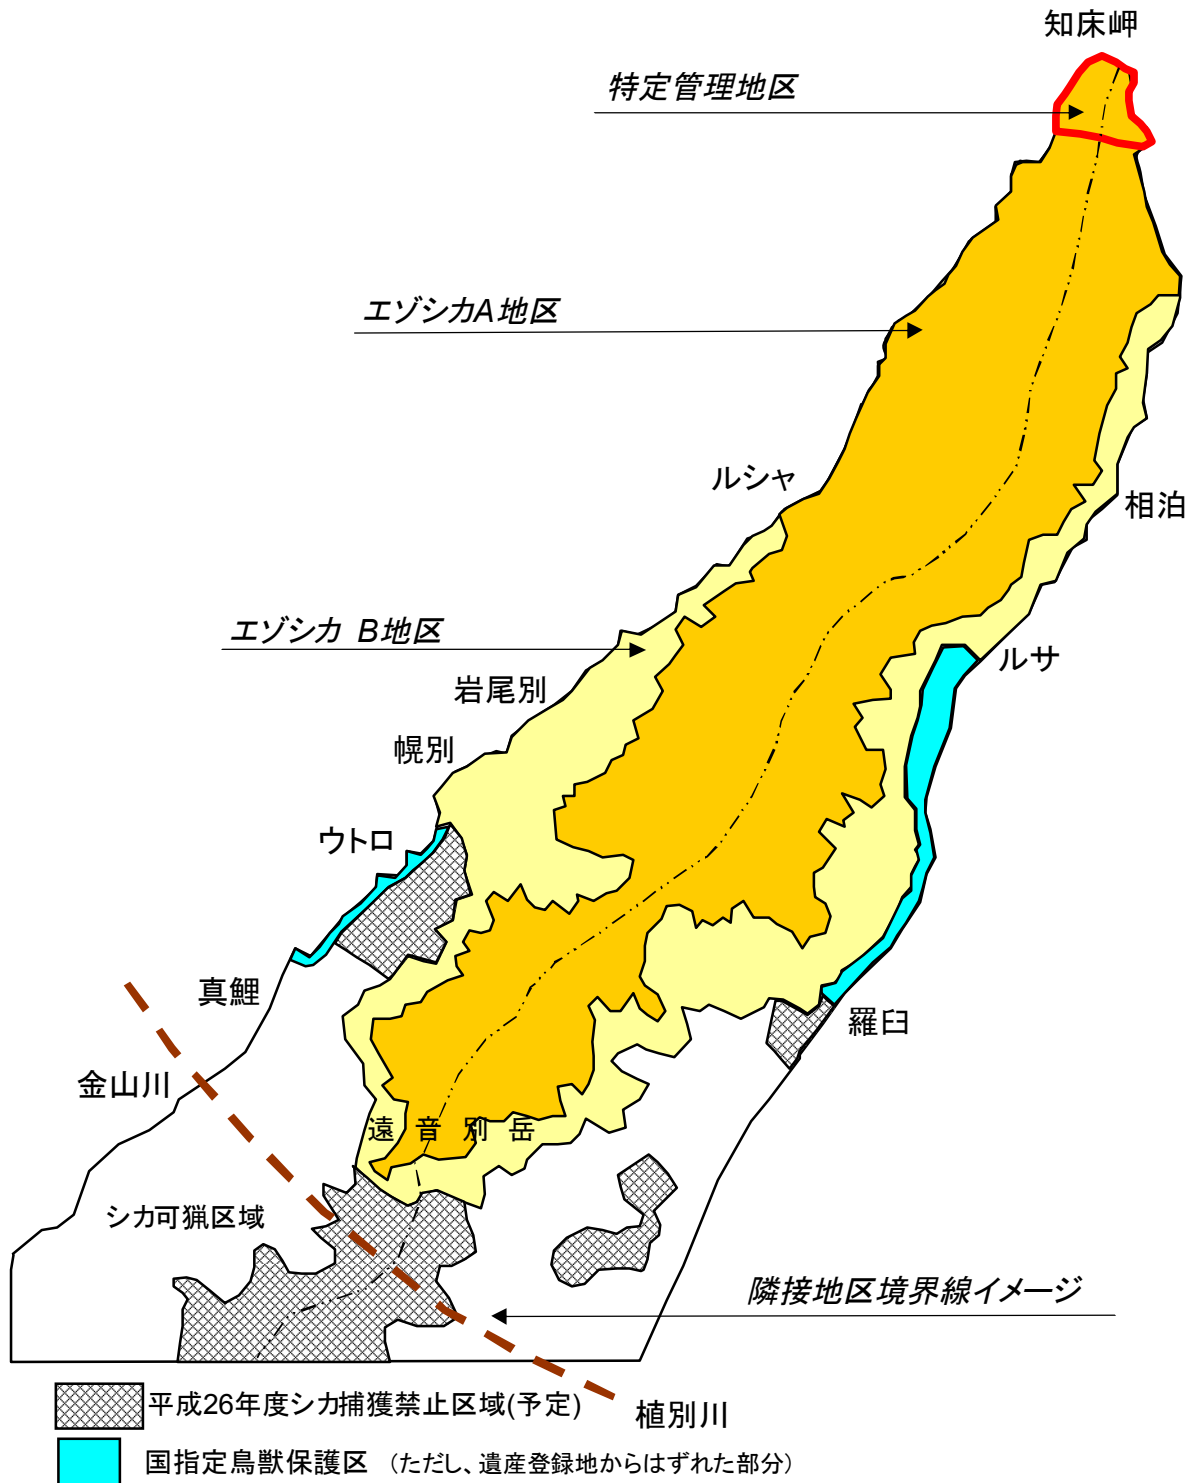 知床岬
特定管理地区
エゾシカA地区
ルシャ
相泊
エゾシカ B地区
ルサ
岩尾別
幌別
ウトロ
真鯉
羅臼
金山川
遠音別岳
シカ可猟区域
隣接地区境界線イメージ
平成26年度シカ捕獲禁止区域(予定)
植別川
国指定鳥獣保護区 (ただし、遺産登録地からはずれた部分)